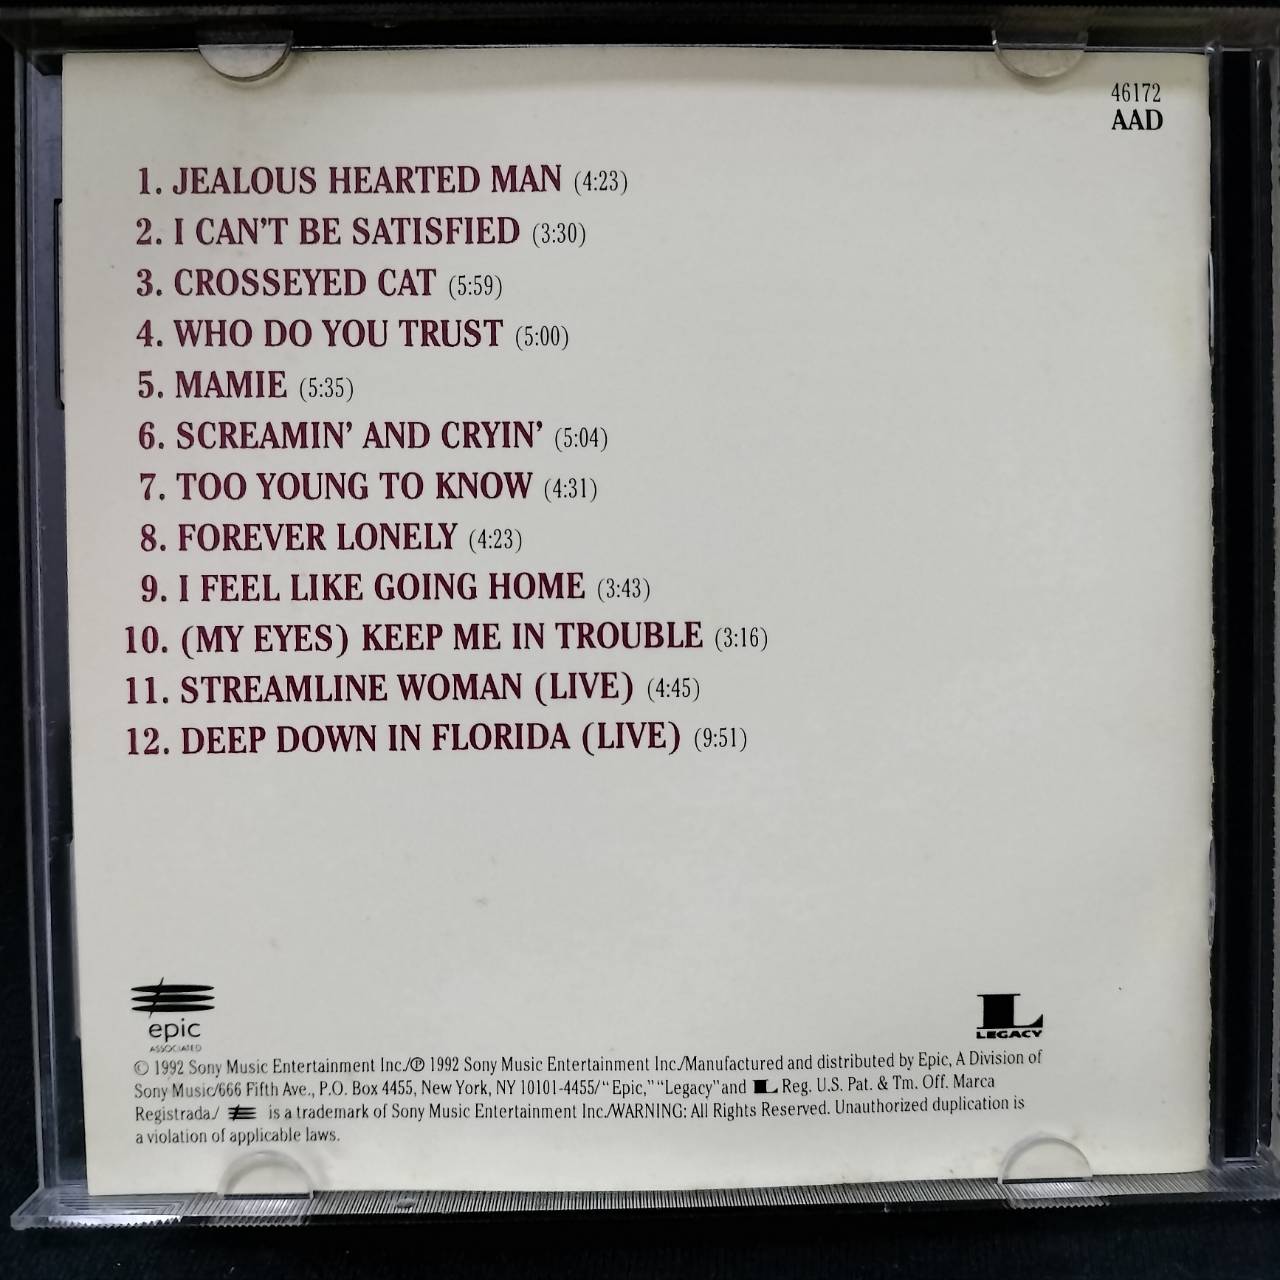 46172
AAD
1. JEALOUS HEARTED MAN (4:23)
2. I CAN'T BE SATISFIED (3:30)
3. CROSSEYED CAT (5:59)
4. WHO DO YOU TRUST (5:00)
5. MAMIE (5:35)
6. SCREAMIN' AND CRYIN' (5:04)
7. TOO YOUNG TO KNOW (4:31)
8. FOREVER LONELY (4:23)
9. I FEEL LIKE GOING HOME (3:43)
10. (MY EYES) KEEP ME IN TROUBLE (3:16)
11. STREAMLINE WOMAN (LIVE) (4:45)
12. DEEP DOWN IN FLORIDA (LIVE) (9:51)
epic
ASSOCIATED
L
LEGACY
© 1992 Sony Music Entertainment Inc./℗ 1992 Sony Music Entertainment Inc./Manufactured and distributed by Epic, A Division of
Sony Music/666 Fifth Ave., P.O. Box 4455, New York, NY 10101-4455/"Epic," "Legacy" and L Reg. U.S. Pat. & Tm. Off. Marca
Registrada./ is a trademark of Sony Music Entertainment Inc./WARNING: All Rights Reserved. Unauthorized duplication is
a violation of applicable laws.